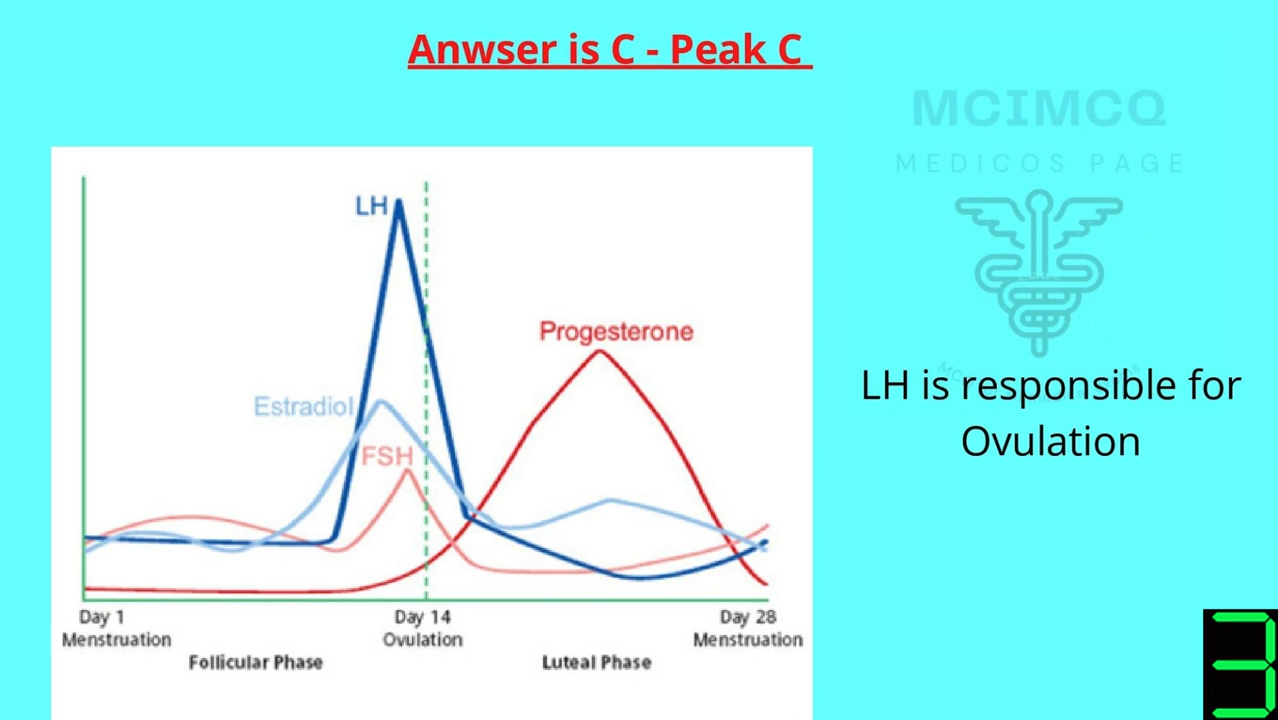 Anwser is C - Peak C
MCIMCQ
MEDICOS PAGE
LH
Progesterone
Estradiol
FSH
LH is responsible for
Ovulation
Day 1
Menstruation
Day 14
Ovulation
Day 28
Menstruation
Follicular Phase
Luteal Phase
3